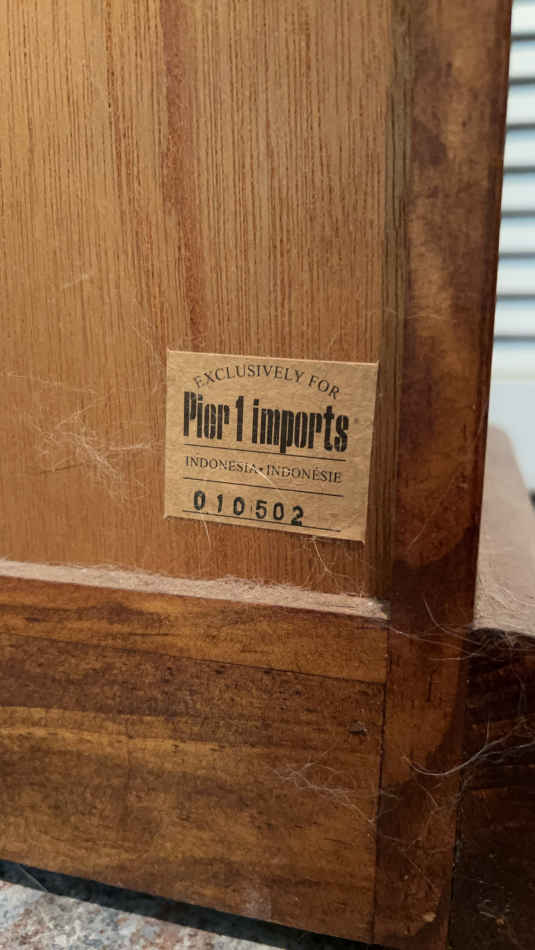 EXCLUSIVELY FOR
Pier 1 imports
INDONESIA•INDONÉSIE
010502